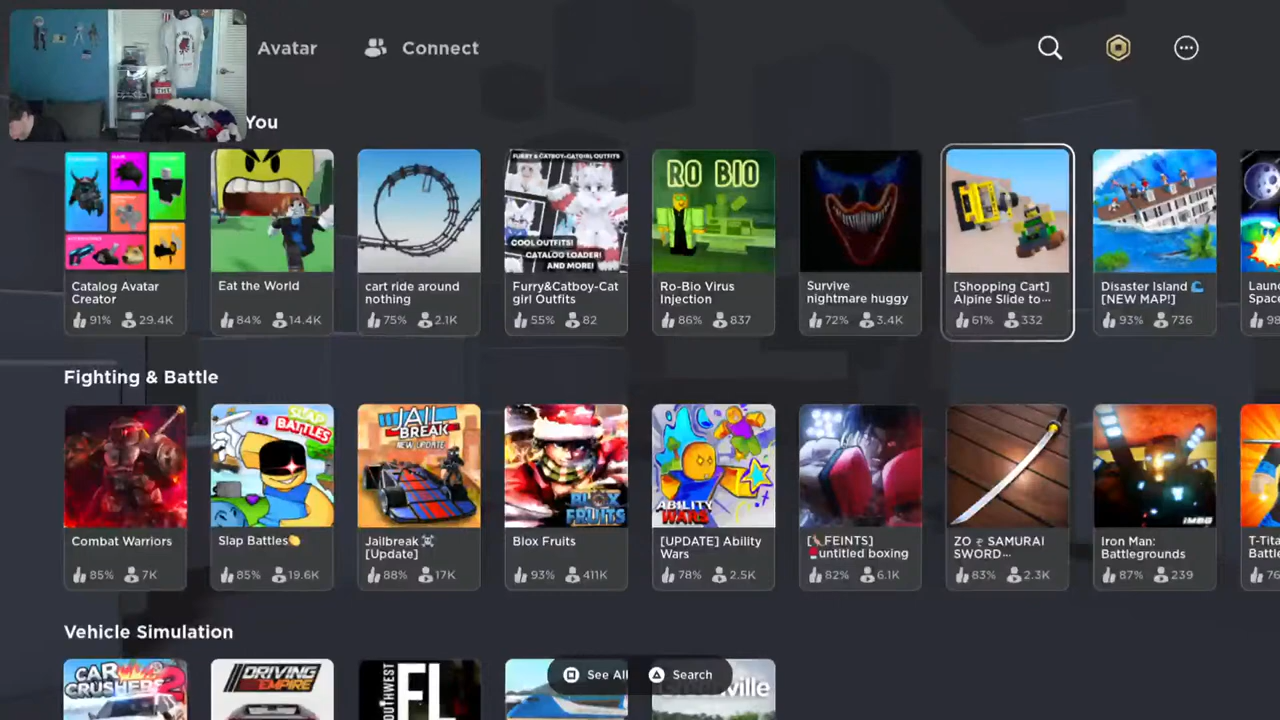 Avatar
Connect
You
FURRY & CATBOY-CATGIRL OUTFITS
COOL OUTFITS!
CATALOG LOADER!
AND MORE!
RO BIO
Catalog Avatar
Creator
91% 29.4K
Eat the World
84% 14.4K
cart ride around
nothing
75% 2.1K
Furry&Catboy-Cat
girl Outfits
55% 82
Ro-Bio Virus
Injection
86% 837
Survive
nightmare huggy
72% 3.4K
[Shopping Cart]
Alpine Slide to...
61% 332
Disaster Island 🌊
[NEW MAP!]
93% 736
Fighting & Battle
SLAP
BATTLES
JAIL
BREAK
NEW UPDATE
BLOX
FRUITS
ABILITY
WARS
Combat Warriors
85% 7K
Slap Battles👏
85% 19.6K
Jailbreak ☠
[Update]
88% 17K
Blox Fruits
93% 411K
[UPDATE] Ability
Wars
78% 2.5K
FEINTS]
untitled boxing
82% 6.1K
ZO SAMURAI
SWORD...
83% 2.3K
Iron Man:
Battlegrounds
87% 239
Vehicle Simulation
CAR
CRUSHERS 2
DRIVING
EMPIRE
SOUTHWEST
FL
See All
Search